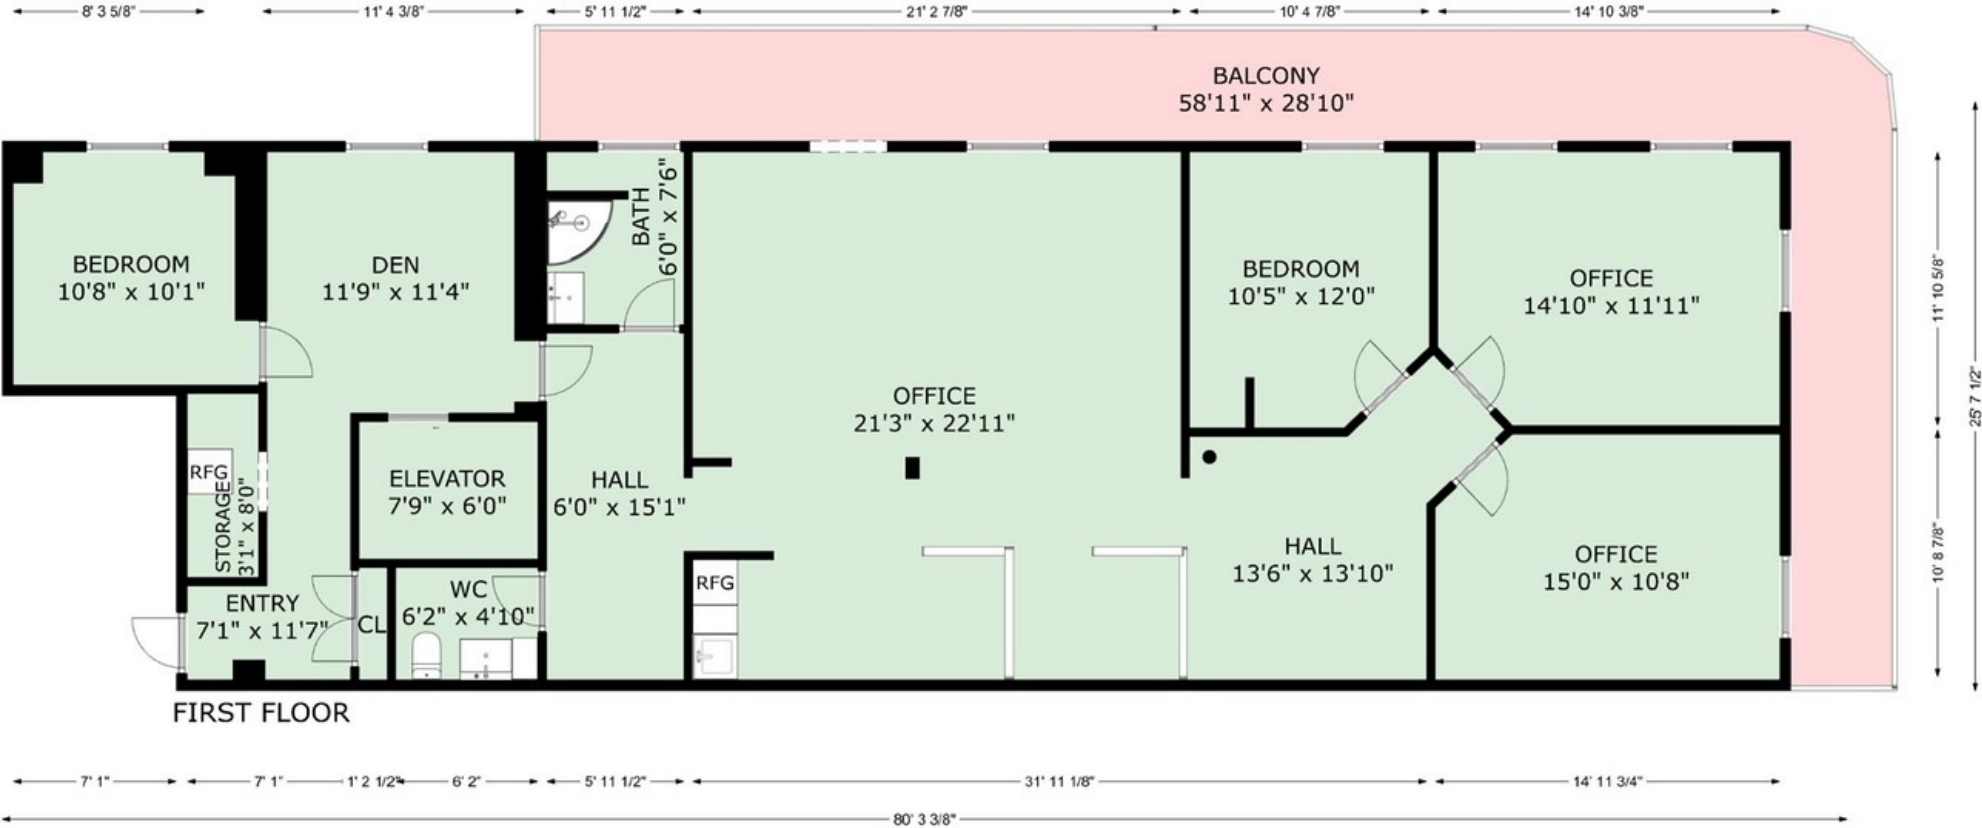 8' 3 5/8"
11' 4 3/8"
5' 11 1/2"
21' 2 7/8"
10' 4 7/8"
14' 10 3/8"
BALCONY
58'11" x 28'10"
BEDROOM
10'8" x 10'1"
DEN
11'9" x 11'4"
BATH
6'0" x 7'6"
BEDROOM
10'5" x 12'0"
OFFICE
14'10" x 11'11"
11' 10 5/8"
25' 7 1/2"
OFFICE
21'3" x 22'11"
RFG
STORAGE
3'1" x 8'0"
ELEVATOR
7'9" x 6'0"
HALL
6'0" x 15'1"
HALL
13'6" x 13'10"
OFFICE
15'0" x 10'8"
10' 8 7/8"
ENTRY
7'1" x 11'7"
CL
WC
6'2" x 4'10"
RFG
FIRST FLOOR
7' 1"
7' 1"
1' 2 1/2"
6' 2"
5' 11 1/2"
31' 11 1/8"
14' 11 3/4"
80' 3 3/8"